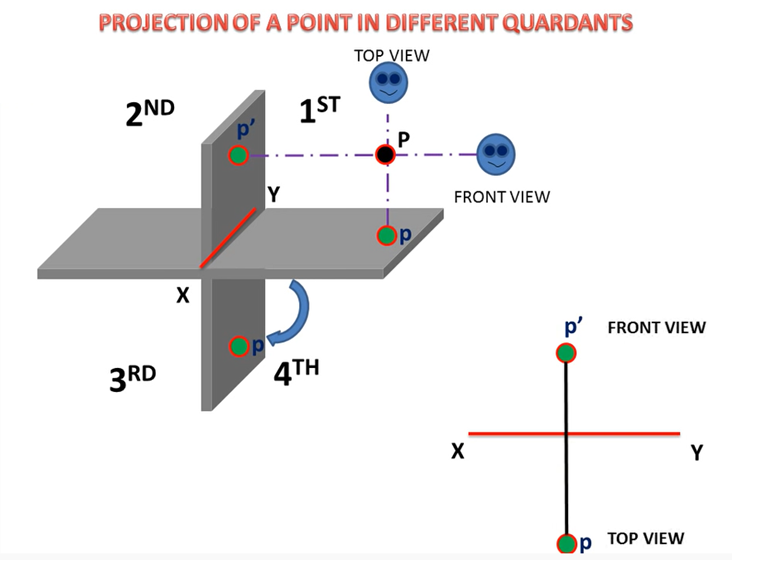 PROJECTION OF A POINT IN DIFFERENT QUARDANTS
TOP VIEW
2ND
1ST
p’
P
Y
FRONT VIEW
p
X
p
3RD
4TH
p’ FRONT VIEW
X
Y
p TOP VIEW